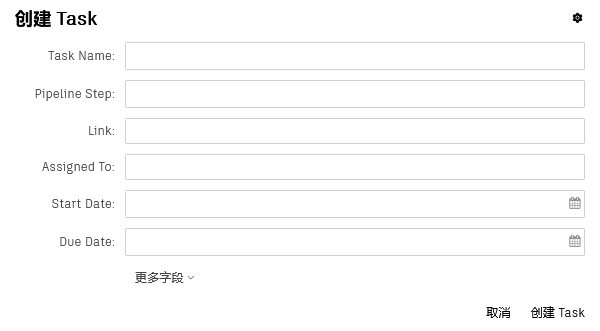 创建 Task
Task Name:
Pipeline Step:
Link:
Assigned To:
Start Date:
Due Date:
更多字段
取消 创建 Task